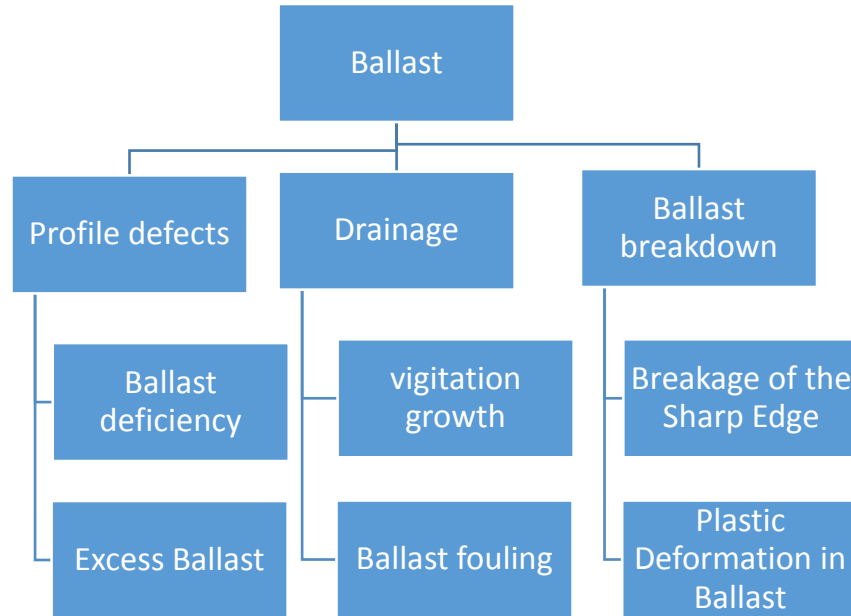 Ballast
Profile defects
Drainage
Ballast
breakdown
Ballast
deficiency
vigitation
growth
Breakage of the
Sharp Edge
Excess Ballast
Ballast fouling
Plastic
Deformation in
Ballast